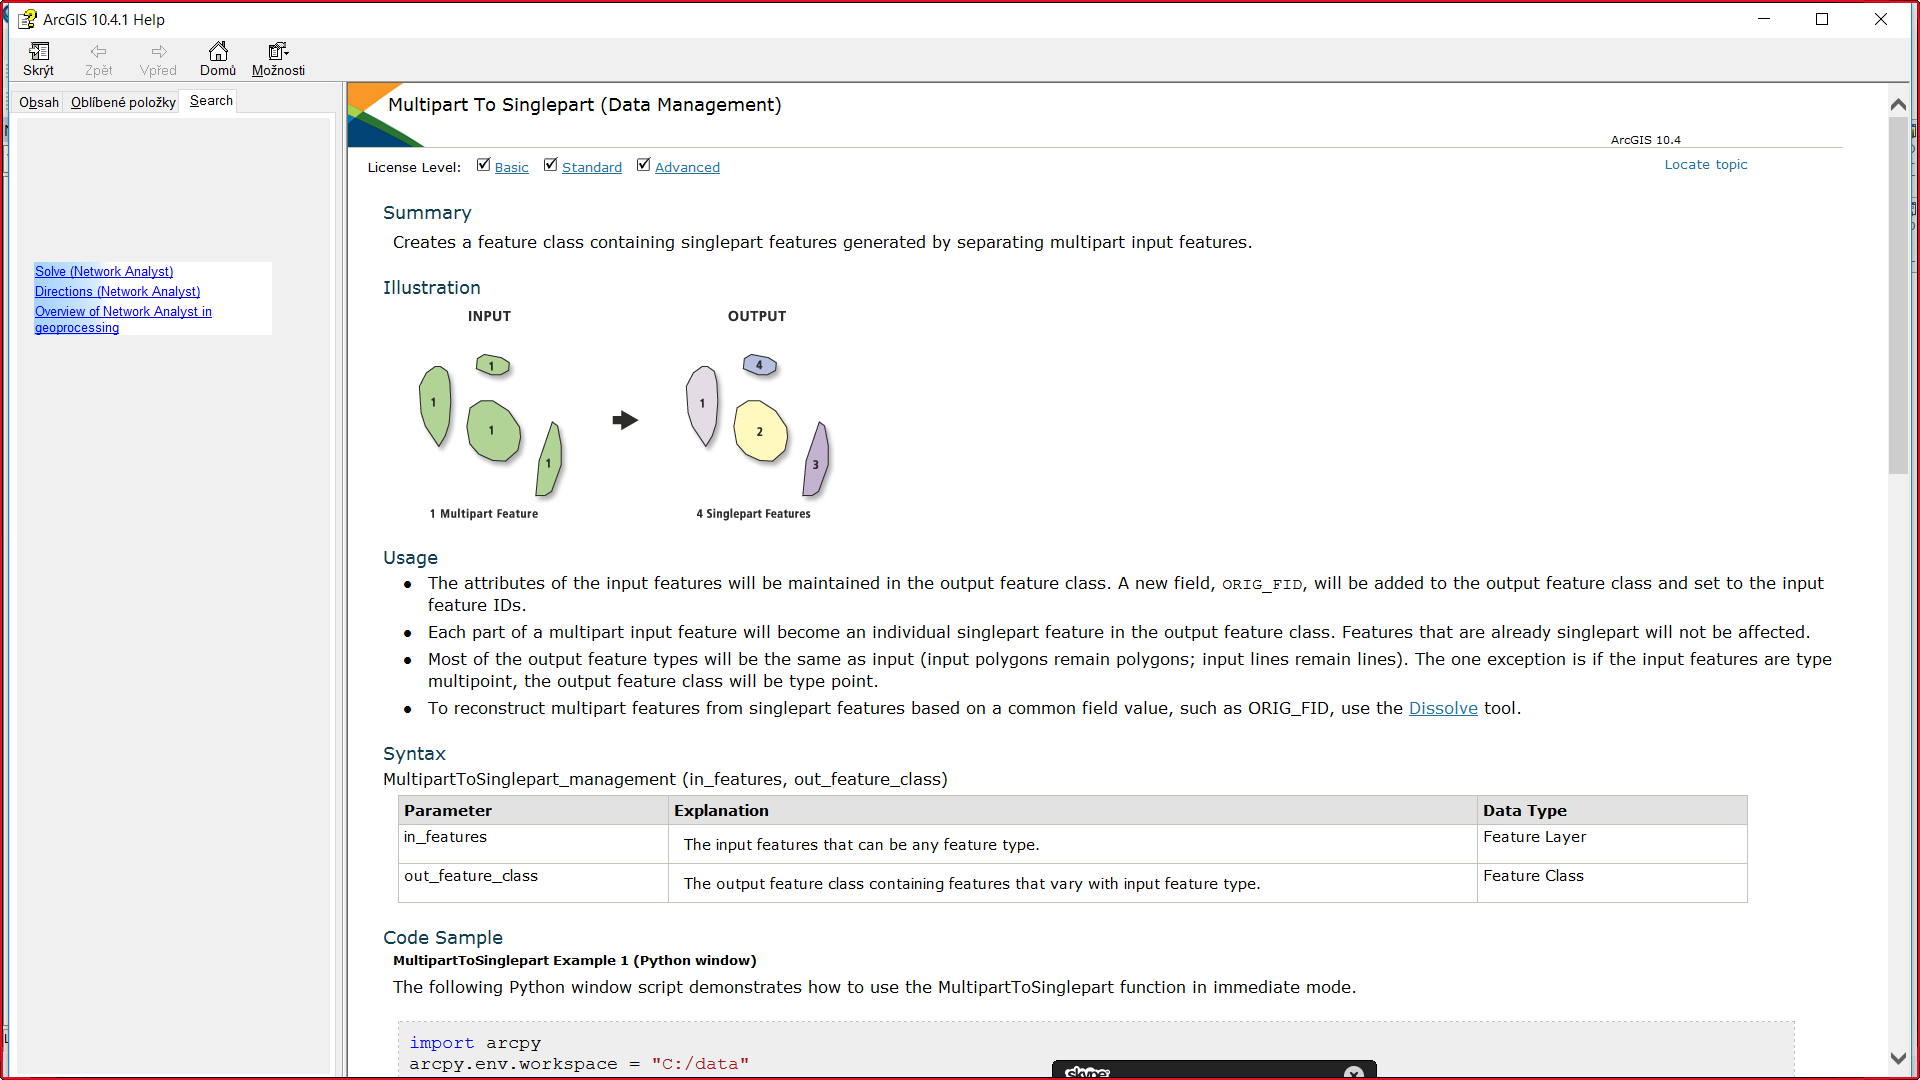 ArcGIS 10.4.1 Help
Skrýt
Zpět
Vpřed
Domů
Možnosti
Obsah
Oblíbené položky
Search
Solve (Network Analyst)
Directions (Network Analyst)
Overview of Network Analyst in
geoprocessing
Multipart To Singlepart (Data Management)
ArcGIS 10.4
License Level: Basic Standard Advanced
Locate topic
Summary
Creates a feature class containing singlepart features generated by separating multipart input features.
Illustration
INPUT
OUTPUT
1
1
1
1
1 Multipart Feature
4
1
2
3
4 Singlepart Features
Usage
• The attributes of the input features will be maintained in the output feature class. A new field, ORIG_FID, will be added to the output feature class and set to the input
feature IDs.
• Each part of a multipart input feature will become an individual singlepart feature in the output feature class. Features that are already singlepart will not be affected.
• Most of the output feature types will be the same as input (input polygons remain polygons; input lines remain lines). The one exception is if the input features are type
multipoint, the output feature class will be type point.
• To reconstruct multipart features from singlepart features based on a common field value, such as ORIG_FID, use the Dissolve tool.
Syntax
MultipartToSinglepart_management (in_features, out_feature_class)
Parameter Explanation Data Type
in_features The input features that can be any feature type. Feature Layer
out_feature_class The output feature class containing features that vary with input feature type. Feature Class
Code Sample
MultipartToSinglepart Example 1 (Python window)
The following Python window script demonstrates how to use the MultipartToSinglepart function in immediate mode.
import arcpy
arcpy.env.workspace = "C:/data"
skype